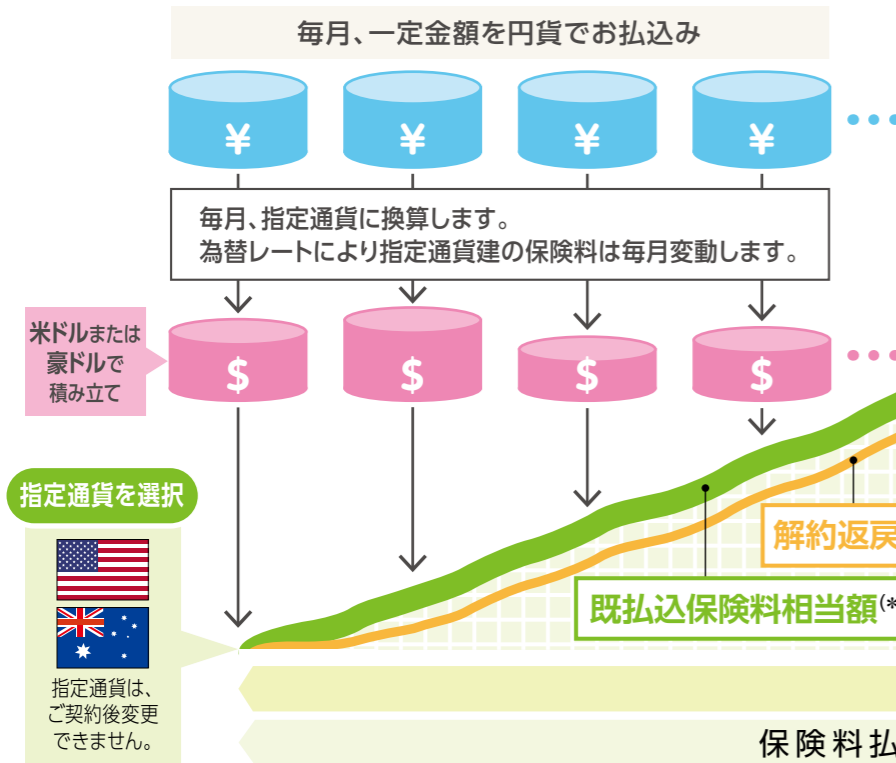 毎月、一定金額を円貨でお払込み
¥ ¥ ¥ ¥
毎月、指定通貨に換算します。
為替レートにより指定通貨建の保険料は毎月変動します。
米ドルまたは
豪ドルで
積み立て
$ $ $ $
指定通貨を選択
解約返戻
既払込保険料相当額(*
指定通貨は、
ご契約後変更
できません。
保険料払